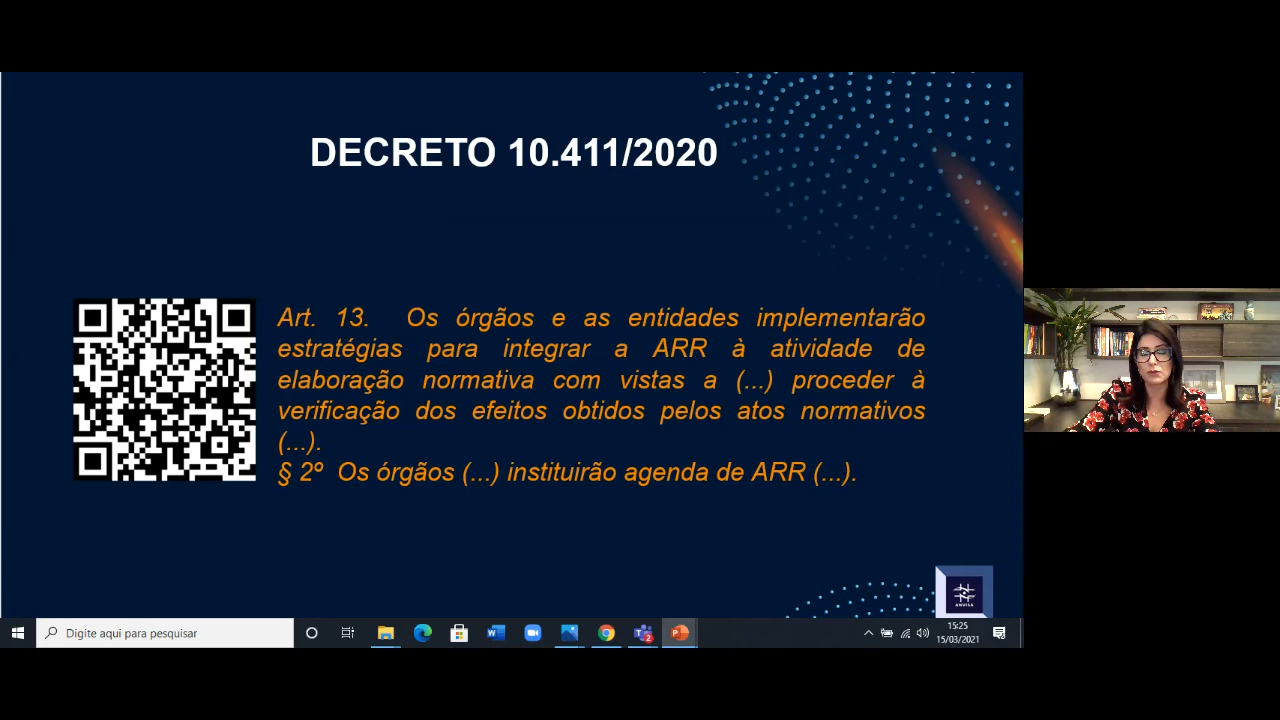 DECRETO 10.411/2020
Art. 13. Os órgãos e as entidades implementarão
estratégias para integrar a ARR à atividade de
elaboração normativa com vistas a (...) proceder à
verificação dos efeitos obtidos pelos atos normativos
(...).
§ 2º Os órgãos (...) instituirão agenda de ARR (...).
ANVISA
Digite aqui para pesquisar
15:25
15/03/2021